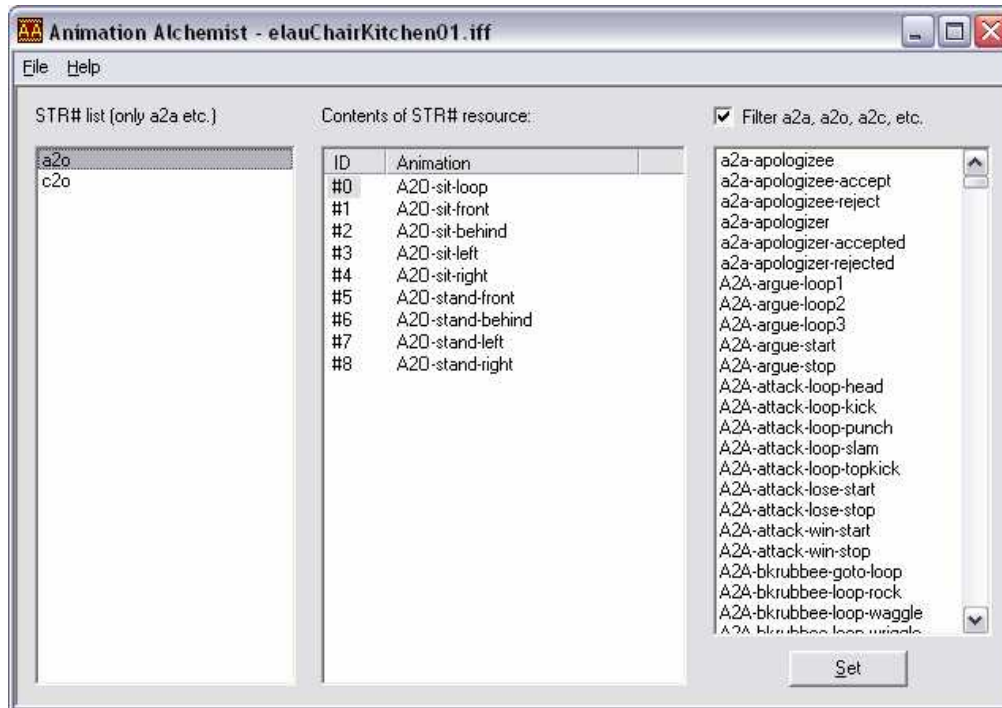 AA Animation Alchemist - elauChairKitchen01.iff
File Help
STR# list (only a2a etc.)
a2o
c2o
Contents of STR# resource:
ID Animation
#0 A2O-sit-loop
#1 A2O-sit-front
#2 A2O-sit-behind
#3 A2O-sit-left
#4 A2O-sit-right
#5 A2O-stand-front
#6 A2O-stand-behind
#7 A2O-stand-left
#8 A2O-stand-right
Filter a2a, a2o, a2c, etc.
a2a-apologizee
a2a-apologizee-accept
a2a-apologizee-reject
a2a-apologizer
a2a-apologizer-accepted
a2a-apologizer-rejected
A2A-argue-loop1
A2A-argue-loop2
A2A-argue-loop3
A2A-argue-start
A2A-argue-stop
A2A-attack-loop-head
A2A-attack-loop-kick
A2A-attack-loop-punch
A2A-attack-loop-slam
A2A-attack-loop-topkick
A2A-attack-lose-start
A2A-attack-lose-stop
A2A-attack-win-start
A2A-attack-win-stop
A2A-bkrubbee-goto-loop
A2A-bkrubbee-loop-rock
A2A-bkrubbee-loop-waggle
A2A-bkrubbee-loop-wriggle
Set